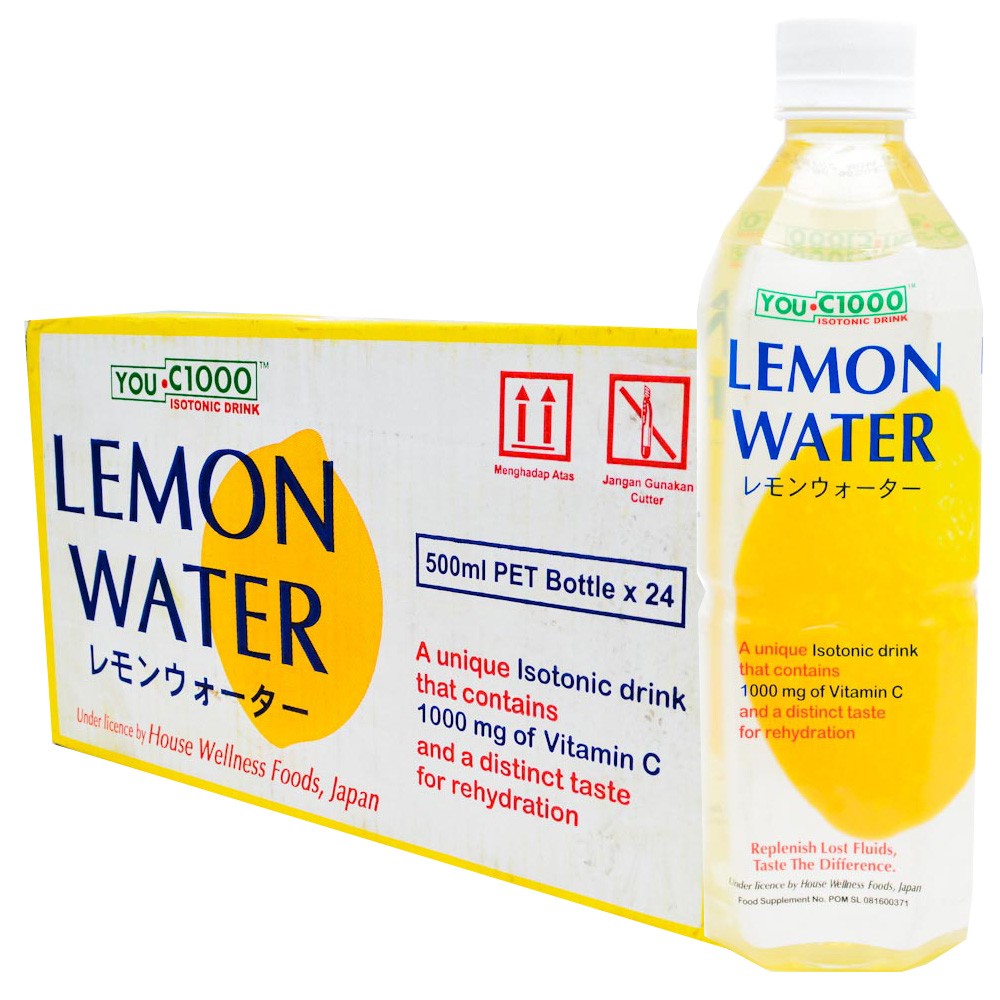 YOU•C1000™
ISOTONIC DRINK
LEMON
WATER
レモンウォーター
Under licence by House Wellness Foods, Japan
Menghadap Atas
Jangan Gunakan
Cutter
500ml PET Bottle x 24
A unique Isotonic drink
that contains
1000 mg of Vitamin C
and a distinct taste
for rehydration
YOU•C1000™
ISOTONIC DRINK
LEMON
WATER
レモンウォーター
A unique Isotonic drink
that contains
1000 mg of Vitamin C
and a distinct taste
for rehydration
Replenish Lost Fluids,
Taste The Difference.
Under licence by House Wellness Foods, Japan
Food Supplement No. POM SL 081600371